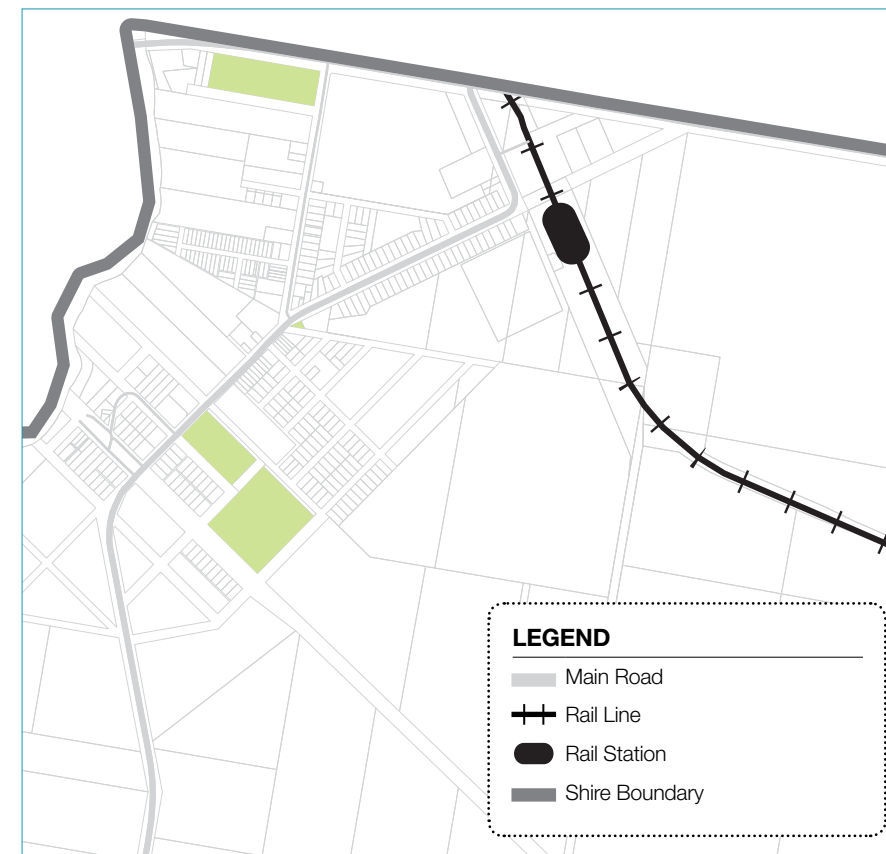 LEGEND
Main Road
Rail Line
Rail Station
Shire Boundary